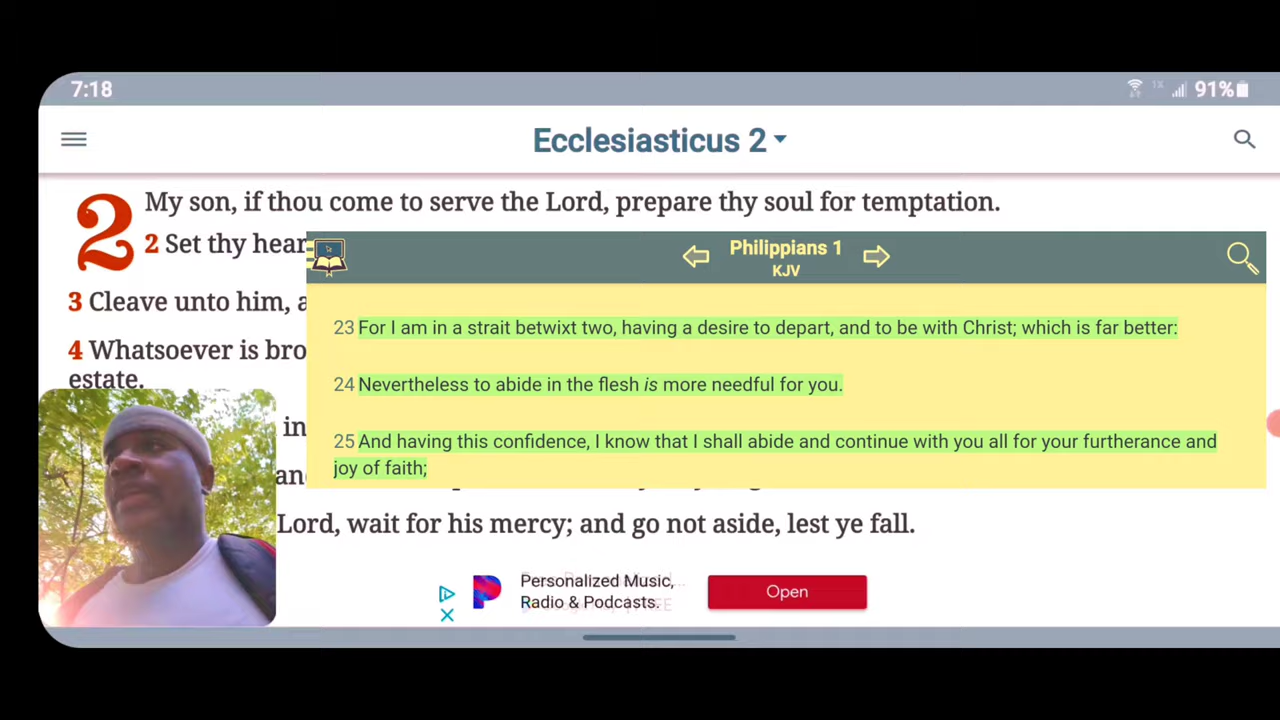 7:18
1X
91%
Ecclesiasticus 2
2 My son, if thou come to serve the Lord, prepare thy soul for temptation.
2 Set thy hear
3 Cleave unto him, a
4 Whatsoever is bro
estate.
in
an
Lord, wait for his mercy; and go not aside, lest ye fall.
Philippians 1
KJV
23 For I am in a strait betwixt two, having a desire to depart, and to be with Christ; which is far better:
24 Nevertheless to abide in the flesh is more needful for you.
25 And having this confidence, I know that I shall abide and continue with you all for your furtherance and
joy of faith;
Personalized Music,
Radio & Podcasts.
Open